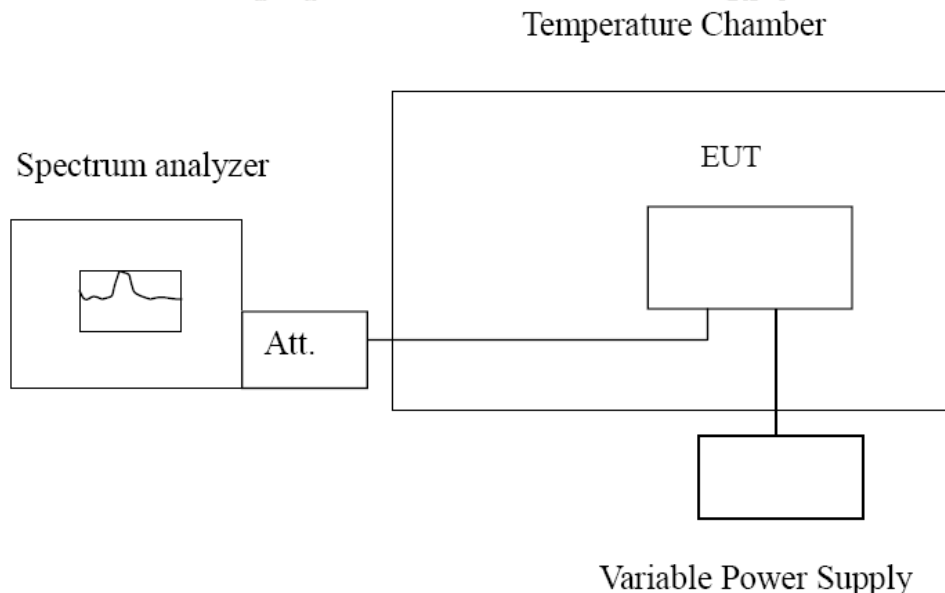 Temperature Chamber
Spectrum analyzer
EUT
Att.
Variable Power Supply